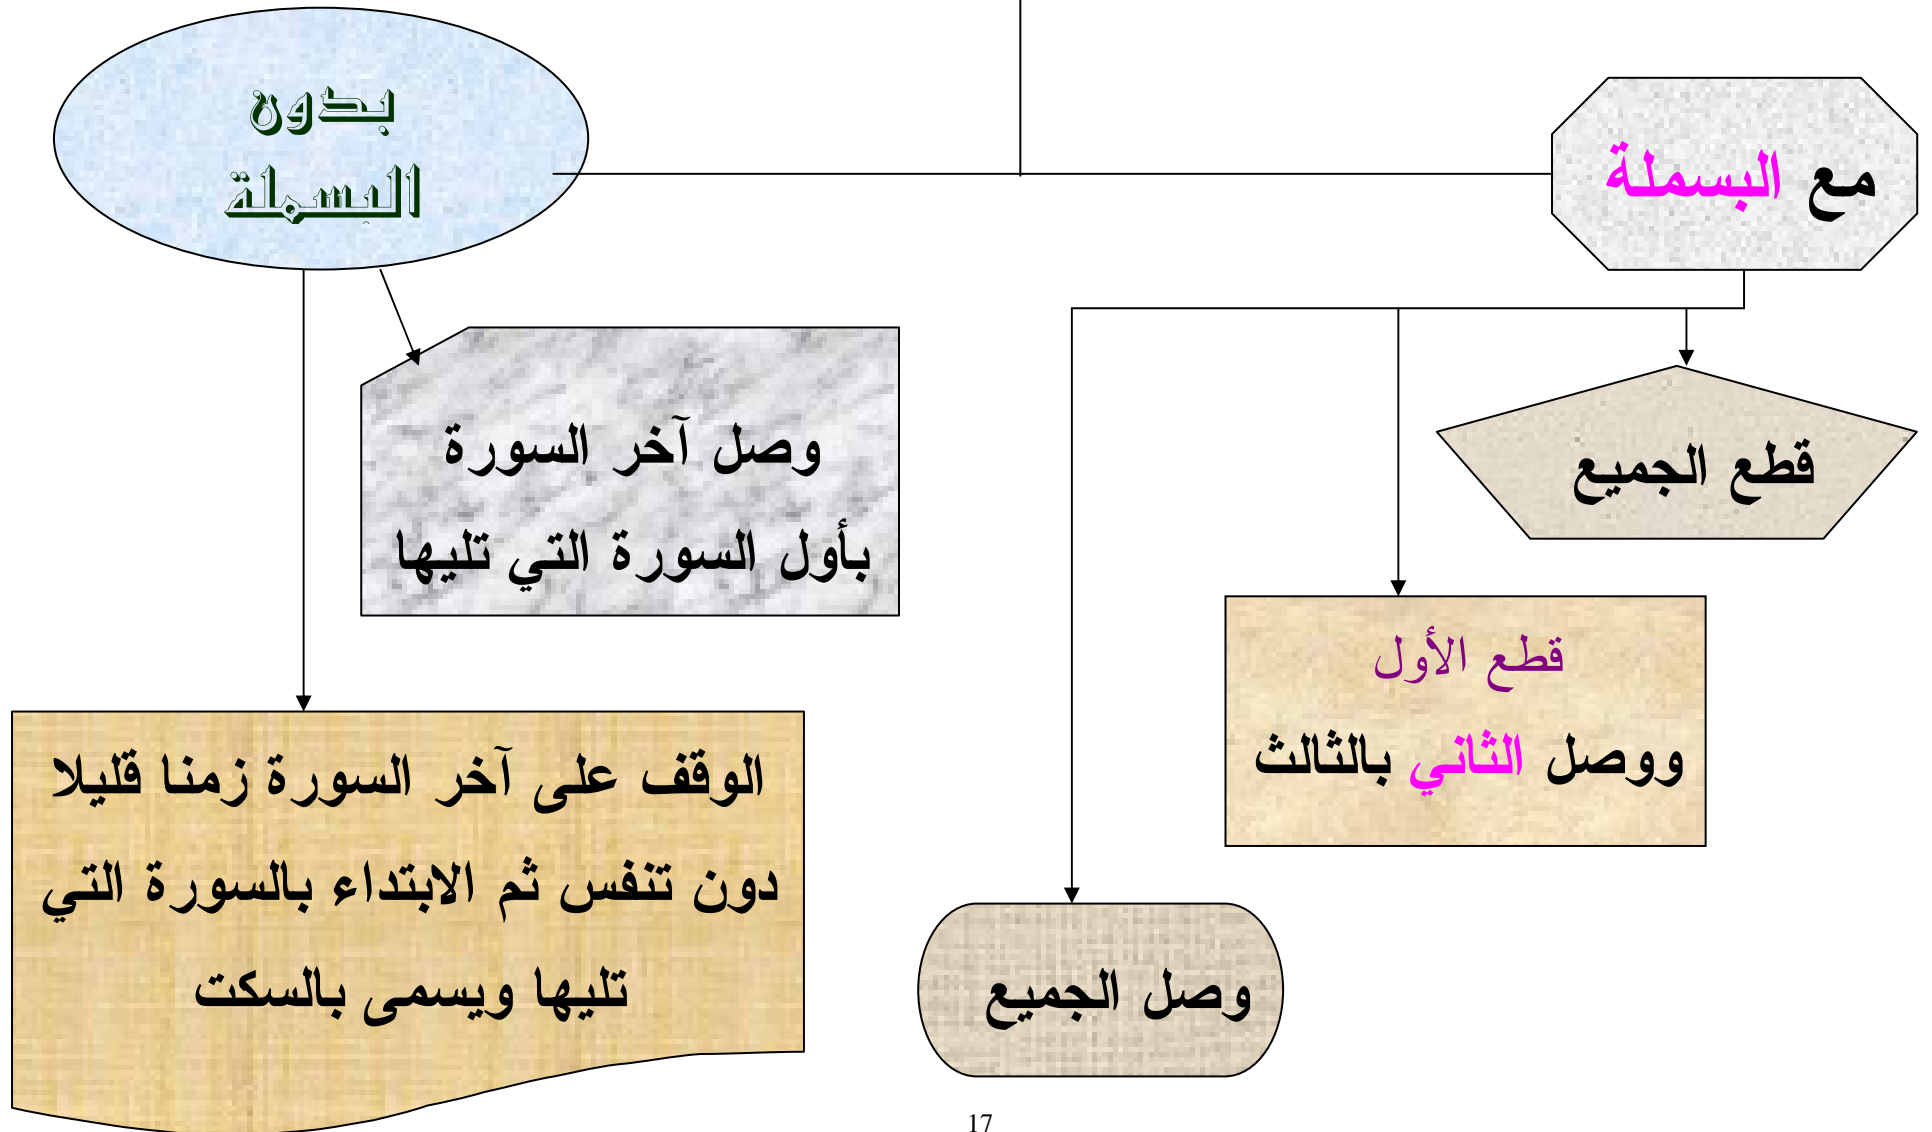 مع البسملة
بدون
البسملة
قطع الجميع
قطع الأول
ووصل الثاني بالثالث
وصل الجميع
وصل آخر السورة
بأول السورة التي تليها
الوقف على آخر السورة زمنا قليلا
دون تنفس ثم الابتداء بالسورة التي
تليها ويسمى بالسكت
17